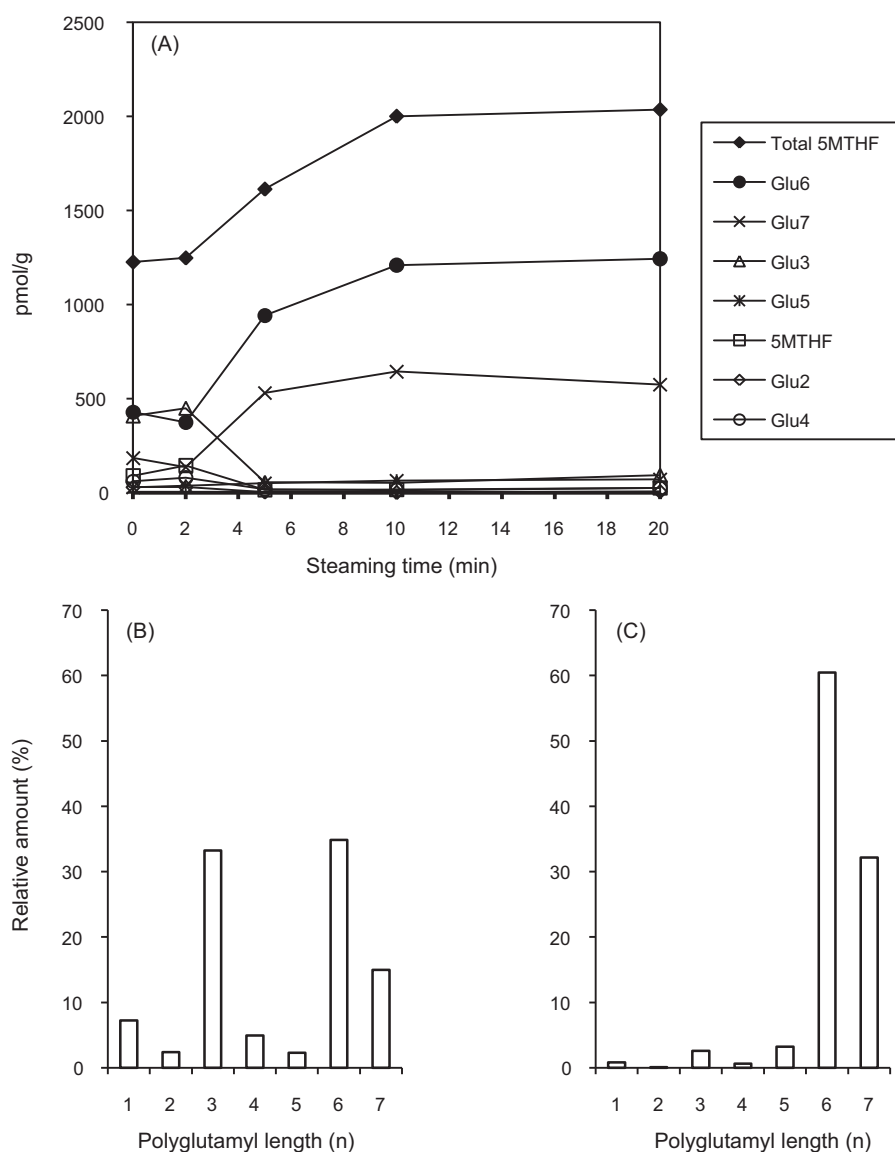 (A)
2500
2000
1500
1000
500
0
pmol/g
0 2 4 6 8 10 12 14 16 18 20
Steaming time (min)
Total 5MTHF
Glu6
Glu7
Glu3
Glu5
5MTHF
Glu2
Glu4
(B)
70
60
50
40
30
20
10
0
Relative amount (%)
1 2 3 4 5 6 7
Polyglutamyl length (n)
(C)
70
60
50
40
30
20
10
0
1 2 3 4 5 6 7
Polyglutamyl length (n)